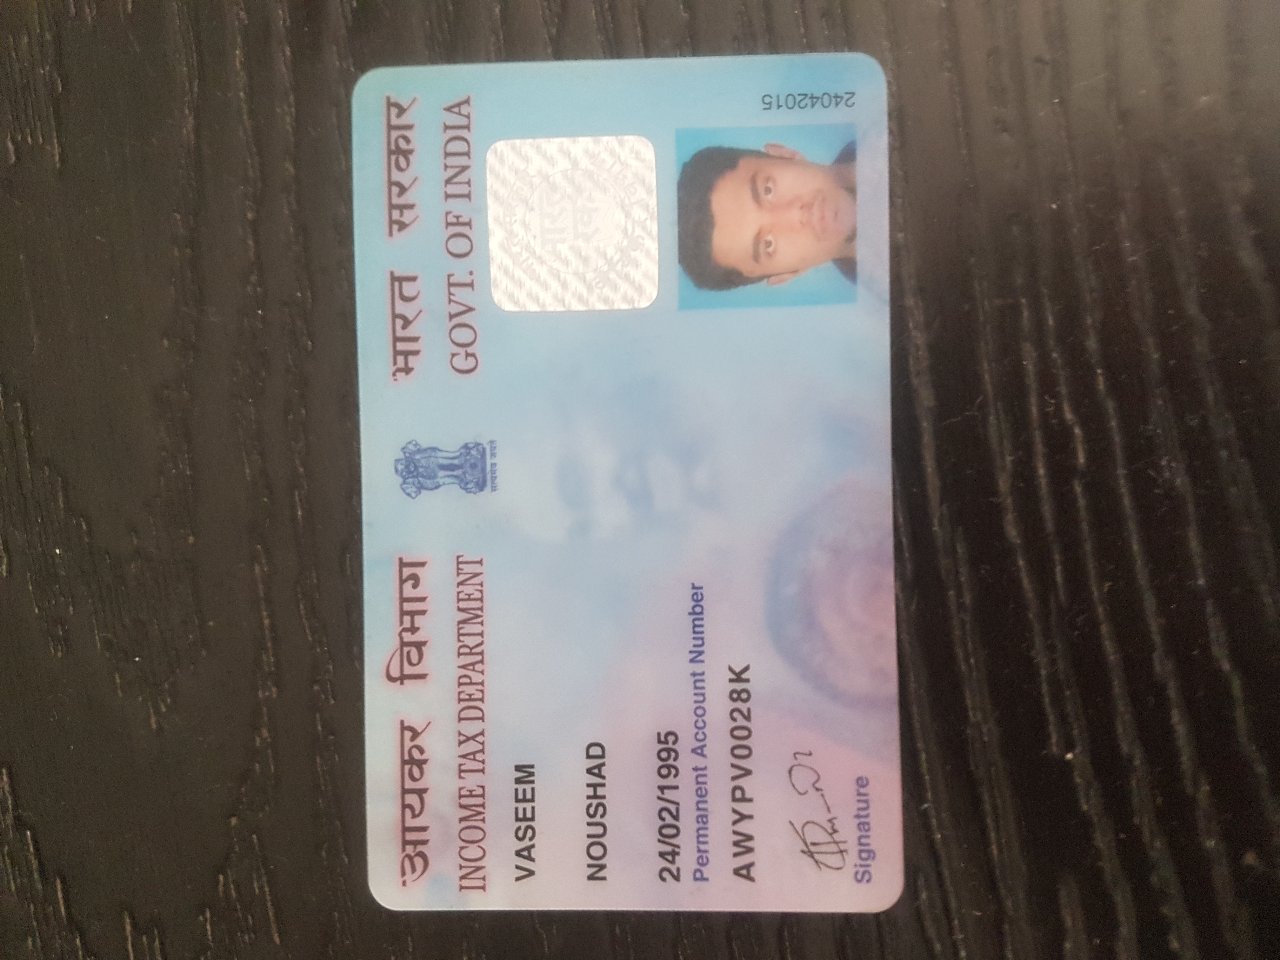 आयकर विभाग
भारत सरकार
INCOME TAX DEPARTMENT
GOVT. OF INDIA
सत्यमेव जयते
VASEEM
NOUSHAD
24/02/1995
Permanent Account Number
AWYPV0028K
Signature
24042015